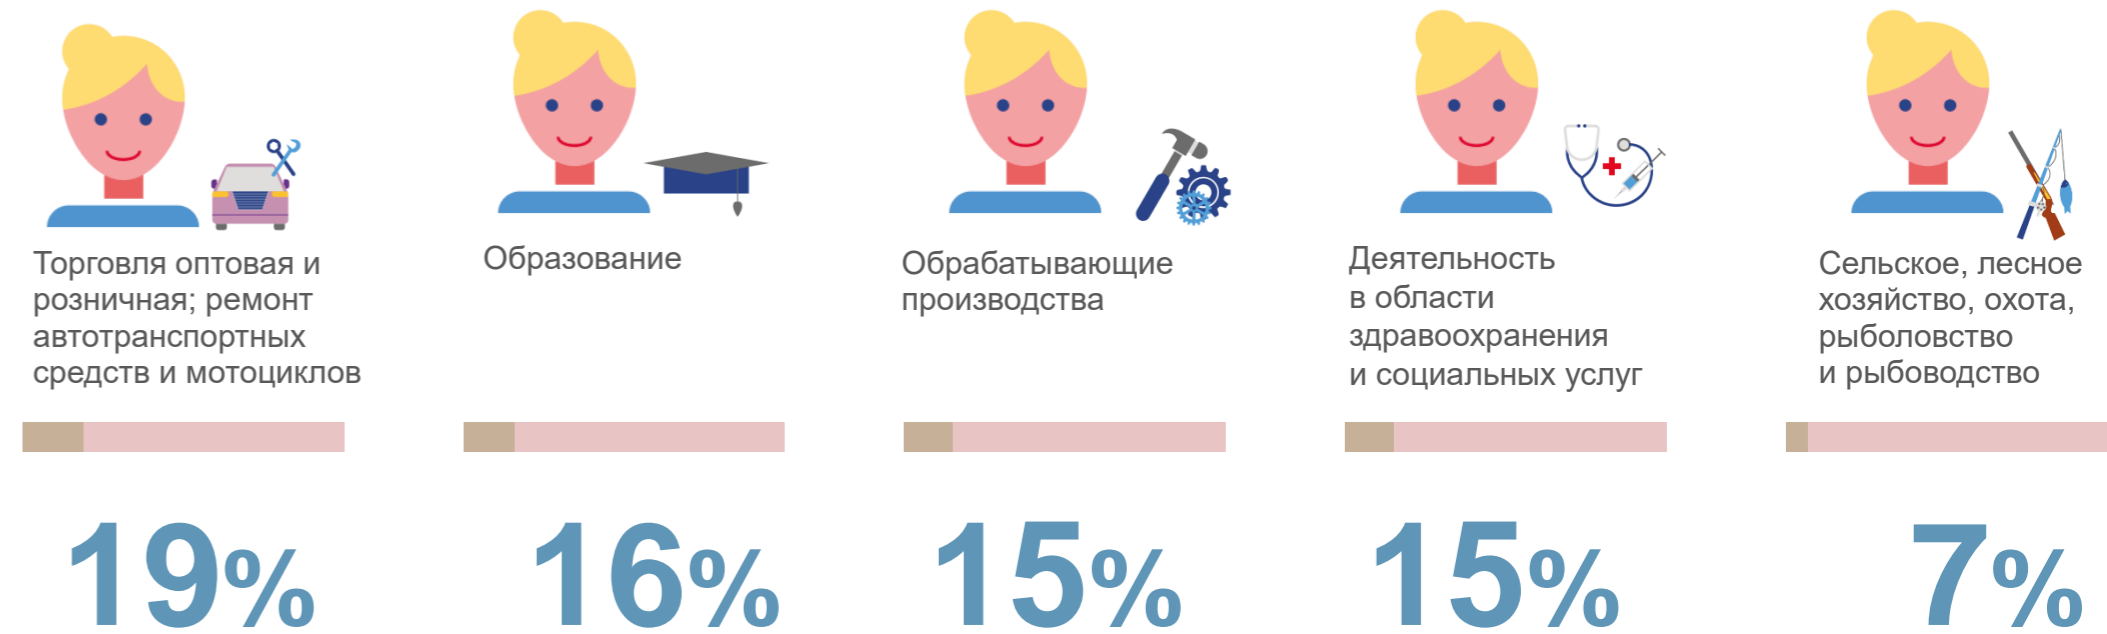 Торговля оптовая и
розничная; ремонт
автотранспортных
средств и мотоциклов
19%
Образование
16%
Обрабатывающие
производства
15%
Деятельность
в области
здравоохранения
и социальных услуг
15%
Сельское, лесное
хозяйство, охота,
рыболовство
и рыбоводство
7%